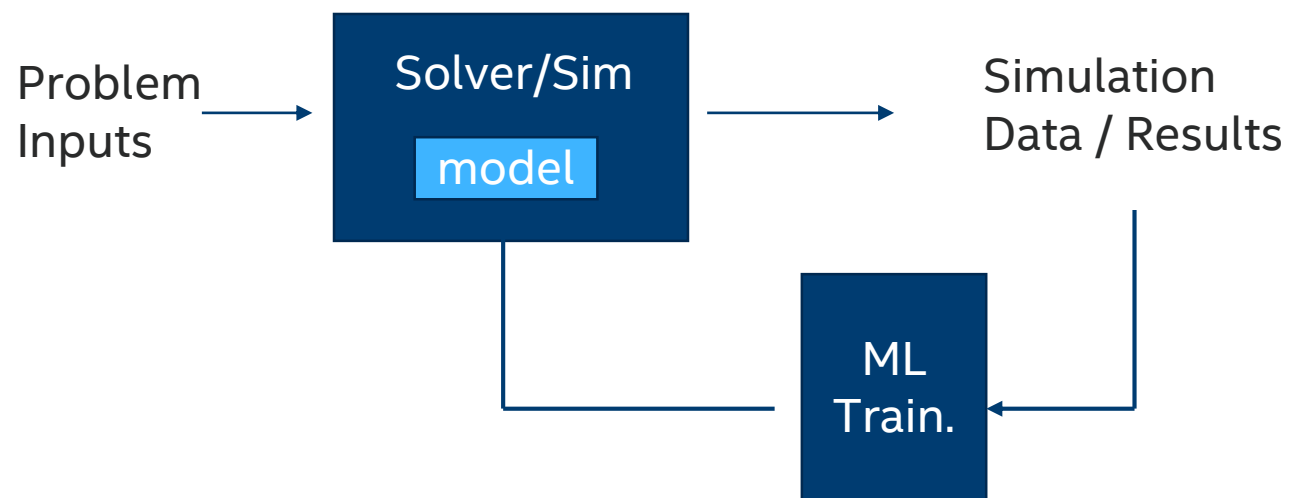 Problem
Inputs
Solver/Sim
model
Simulation
Data / Results
ML
Train.